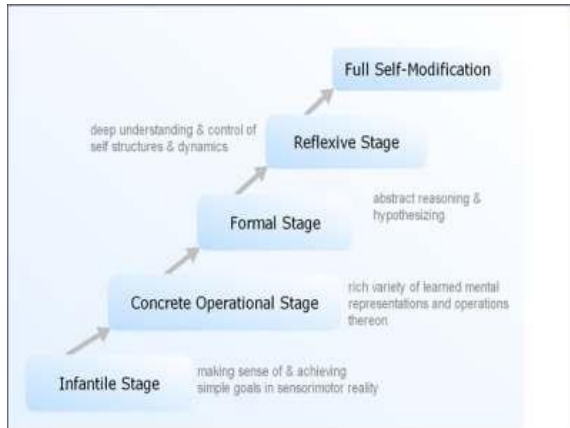 Full Self-Modification
deep understanding & control of
self structures & dynamics
Reflexive Stage
abstract reasoning &
hypothesizing
Formal Stage
rich variety of learned mental
representations and operations
thereon
Concrete Operational Stage
making sense of & achieving
simple goals in sensorimotor reality
Infantile Stage